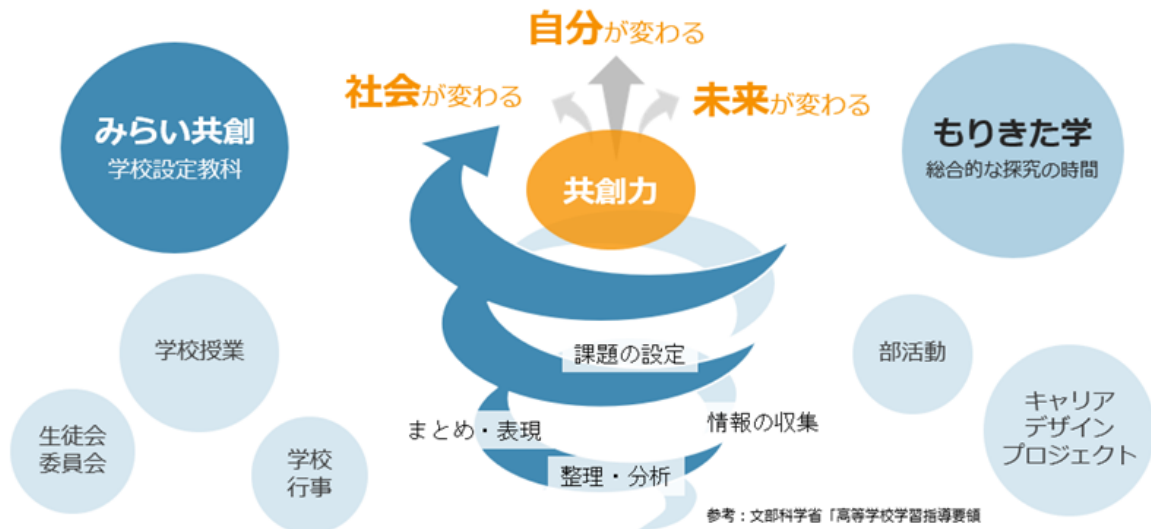 自分が変わる
社会が変わる
未来が変わる
みらい共創
学校設定教科
共創力
もりきた学
総合的な探究の時間
学校授業
課題の設定
部活動
生徒会
委員会
学校
行事
まとめ・表現
情報の収集
整理・分析
キャリア
デザイン
プロジェクト
参考：文部科学省「高等学校学習指導要領